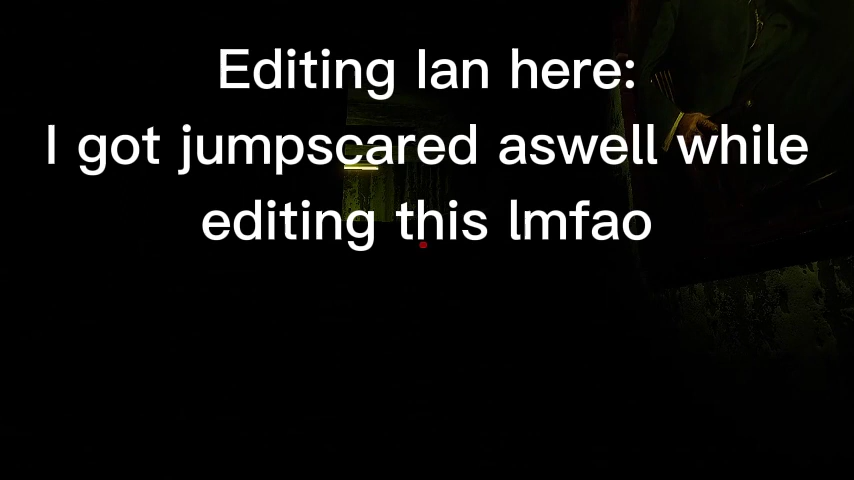 Editing Ian here:
I got jumpscared aswell while
editing this lmfao